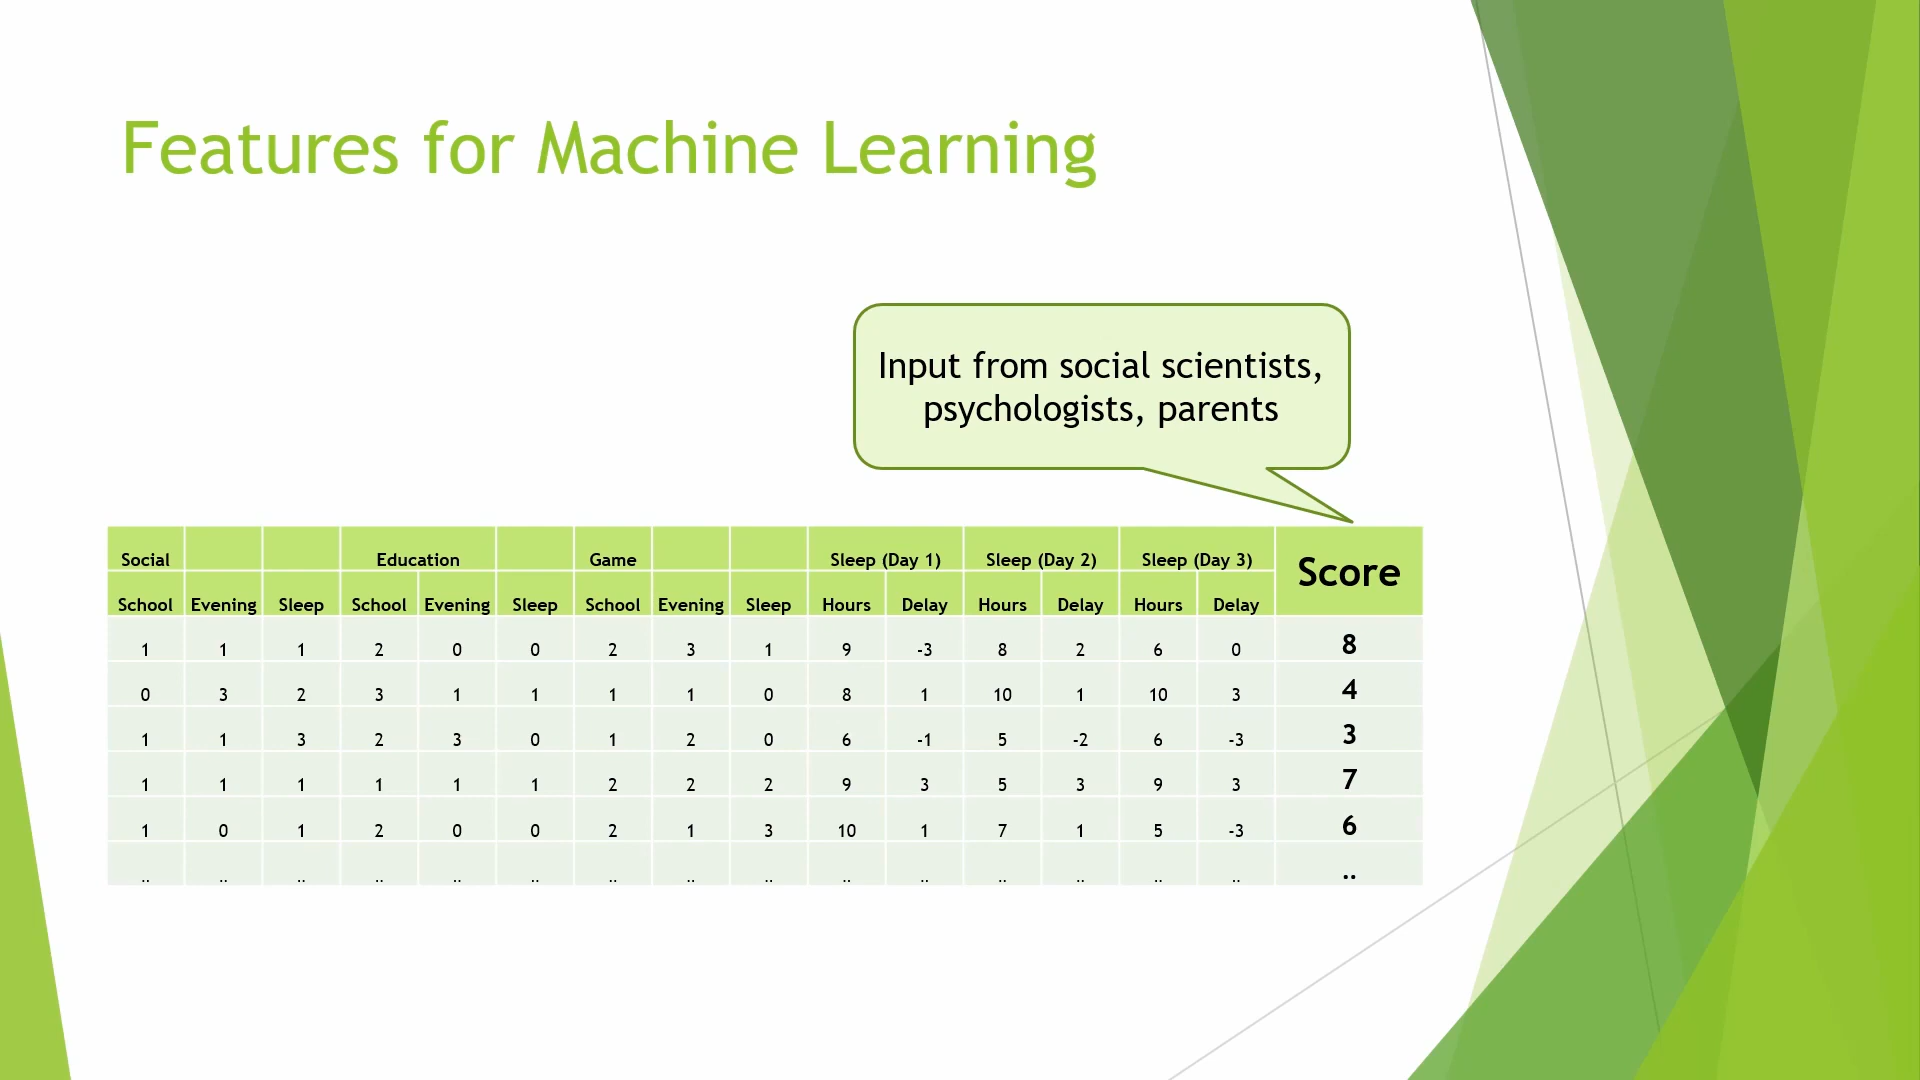 Features for Machine Learning
Input from social scientists,
psychologists, parents
Social Education Game Sleep (Day 1) Sleep (Day 2) Sleep (Day 3) Score
School Evening Sleep School Evening Sleep School Evening Sleep Hours Delay Hours Delay Hours Delay
1 1 1 2 0 0 2 3 1 9 -3 8 2 6 0 8
0 3 2 3 1 1 1 1 0 8 1 10 1 10 3 4
1 1 3 2 3 0 1 2 0 6 -1 5 -2 6 -3 3
1 1 1 1 1 1 2 2 2 9 3 5 3 9 3 7
1 0 1 2 0 0 2 1 3 10 1 7 1 5 -3 6
.. .. .. .. .. .. .. .. .. .. .. .. .. .. .. ..